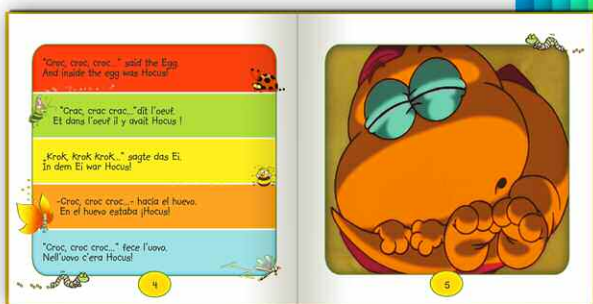 "Croc, croc, croc..." said the Egg.
And inside the egg was Hocus!
"Crac, crac crac..."dit l'oeuf.
Et dans l'oeuf il y avait Hocus !
„Krok, krok krok..." sagte das Ei.
In dem Ei war Hocus!
-Croc, croc croc...- hacía el huevo.
En el huevo estaba ¡Hocus!
"Croc, croc croc..." fece l'uovo.
Nell'uovo c'era Hocus!
4
5